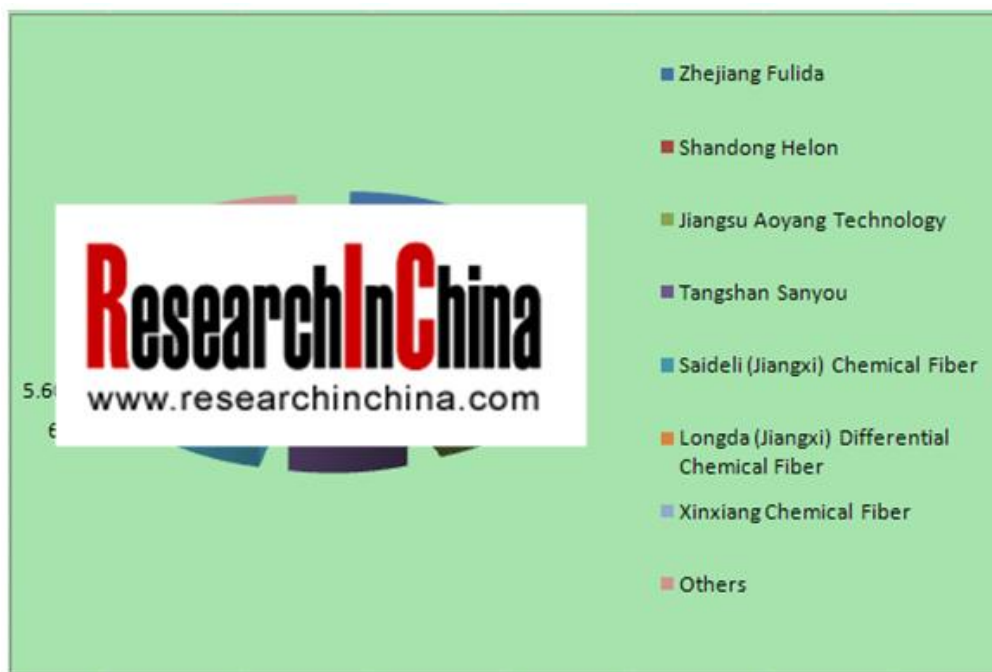 Zhejiang Fulida
Shandong Helon
Jiangsu Aoyang Technology
Tangshan Sanyou
Saideli (Jiangxi) Chemical Fiber
Longda (Jiangxi) Differential
Chemical Fiber
Xinxiang Chemical Fiber
Others
ResearchInChina
www.researchinchina.com